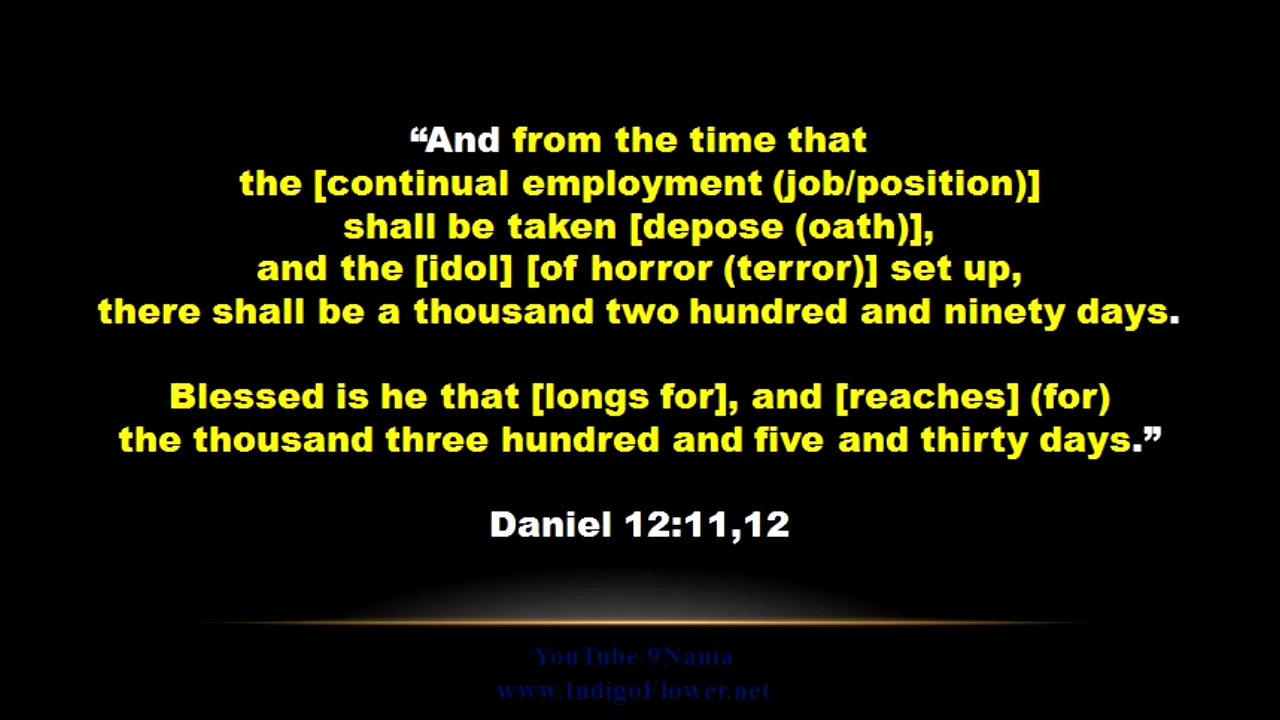 “And from the time that
the [continual employment (job/position)]
shall be taken [depose (oath)],
and the [idol] [of horror (terror)] set up,
there shall be a thousand two hundred and ninety days.
Blessed is he that [longs for], and [reaches] (for)
the thousand three hundred and five and thirty days.”
Daniel 12:11,12
YouTube/9Nania
www.IndigoFlower.net